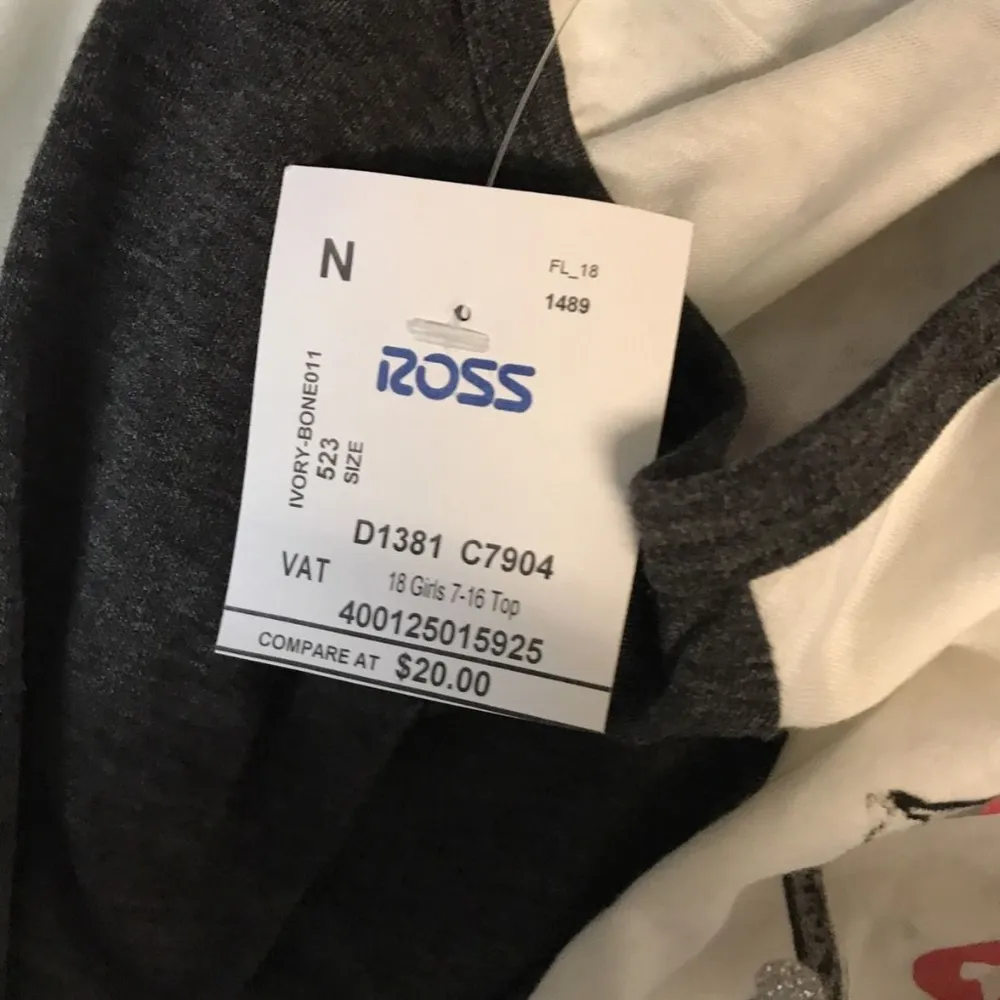 N
FL_18
1489
ROSS
IVORY-BONE011
523
SIZE
D1381 C7904
VAT
18 Girls 7-16 Top
400125015925
COMPARE AT $20.00